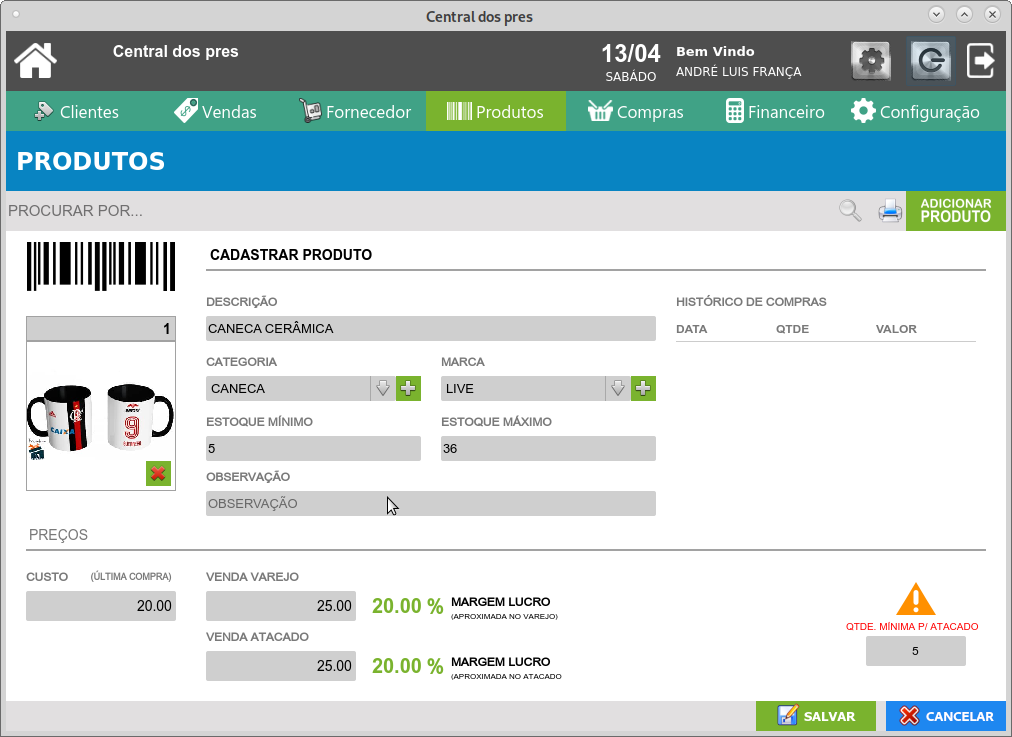 Central dos pres
Central dos pres
13/04
SABÁDO
Bem Vindo
ANDRÉ LUIS FRANÇA
Clientes
Vendas
Fornecedor
Produtos
Compras
Financeiro
Configuração
PRODUTOS
PROCURAR POR...
ADICIONAR
PRODUTO
CADASTRAR PRODUTO
1
DESCRIÇÃO
CANECA CERÂMICA
HISTÓRICO DE COMPRAS
DATA QTDE VALOR
CATEGORIA
MARCA
CANECA
LIVE
ESTOQUE MÍNIMO
ESTOQUE MÁXIMO
5
36
OBSERVAÇÃO
OBSERVAÇÃO
9
PREÇOS
CUSTO (ÚLTIMA COMPRA)
20.00
VENDA VAREJO
25.00
20.00 %
MARGEM LUCRO
(APROXIMADA NO VAREJO)
VENDA ATACADO
25.00
20.00 %
MARGEM LUCRO
(APROXIMADA NO ATACADO
QTDE. MÍNIMA P/ ATACADO
5
SALVAR
CANCELAR